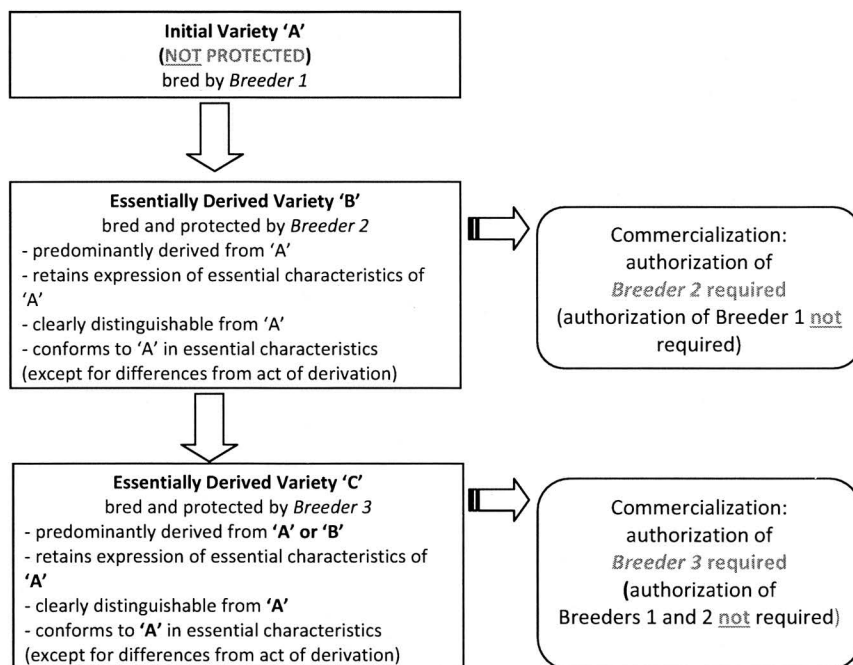 Initial Variety ‘A’
(NOT PROTECTED)
bred by Breeder 1
Essentially Derived Variety ‘B’
bred and protected by Breeder 2
- predominantly derived from ‘A’
- retains expression of essential characteristics of
‘A’
- clearly distinguishable from ‘A’
- conforms to ‘A’ in essential characteristics
(except for differences from act of derivation)
Commercialization:
authorization of
Breeder 2 required
(authorization of Breeder 1 not
required)
Essentially Derived Variety ‘C’
bred and protected by Breeder 3
- predominantly derived from ‘A’ or ‘B’
- retains expression of essential characteristics of
‘A’
- clearly distinguishable from ‘A’
- conforms to ‘A’ in essential characteristics
(except for differences from act of derivation)
Commercialization:
authorization of
Breeder 3 required
(authorization of
Breeders 1 and 2 not required)